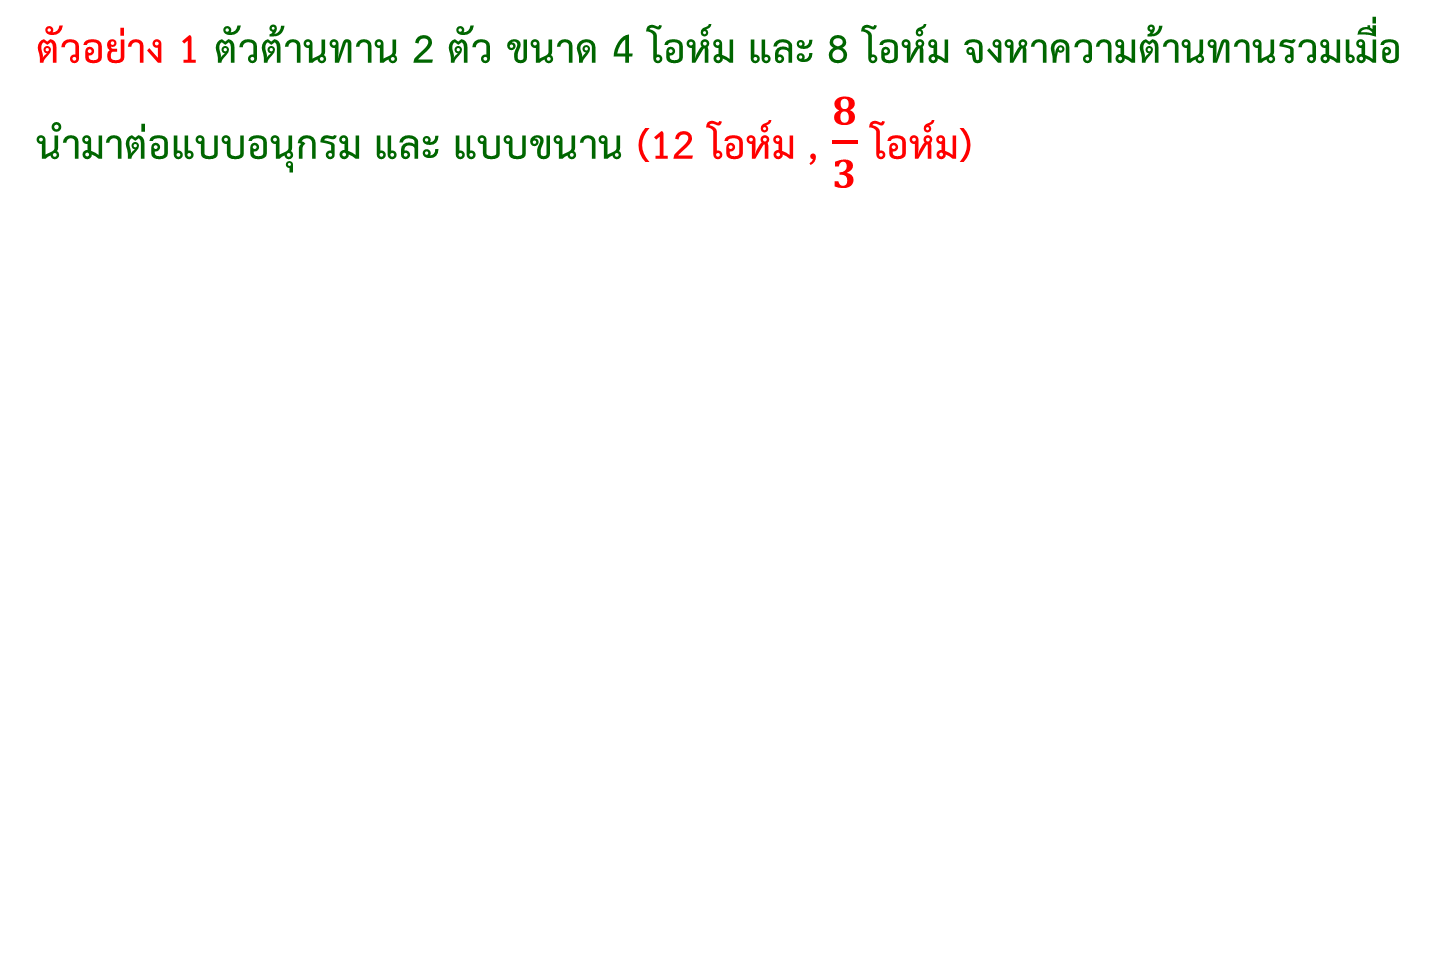 ตัวอย่าง 1 ตัวต้านทาน 2 ตัว ขนาด 4 โอห์ม และ 8 โอห์ม จงหาความต้านทานรวมเมื่อ
นำมาต่อแบบอนุกรม และ แบบขนาน (12 โอห์ม , 8/3 โอห์ม)